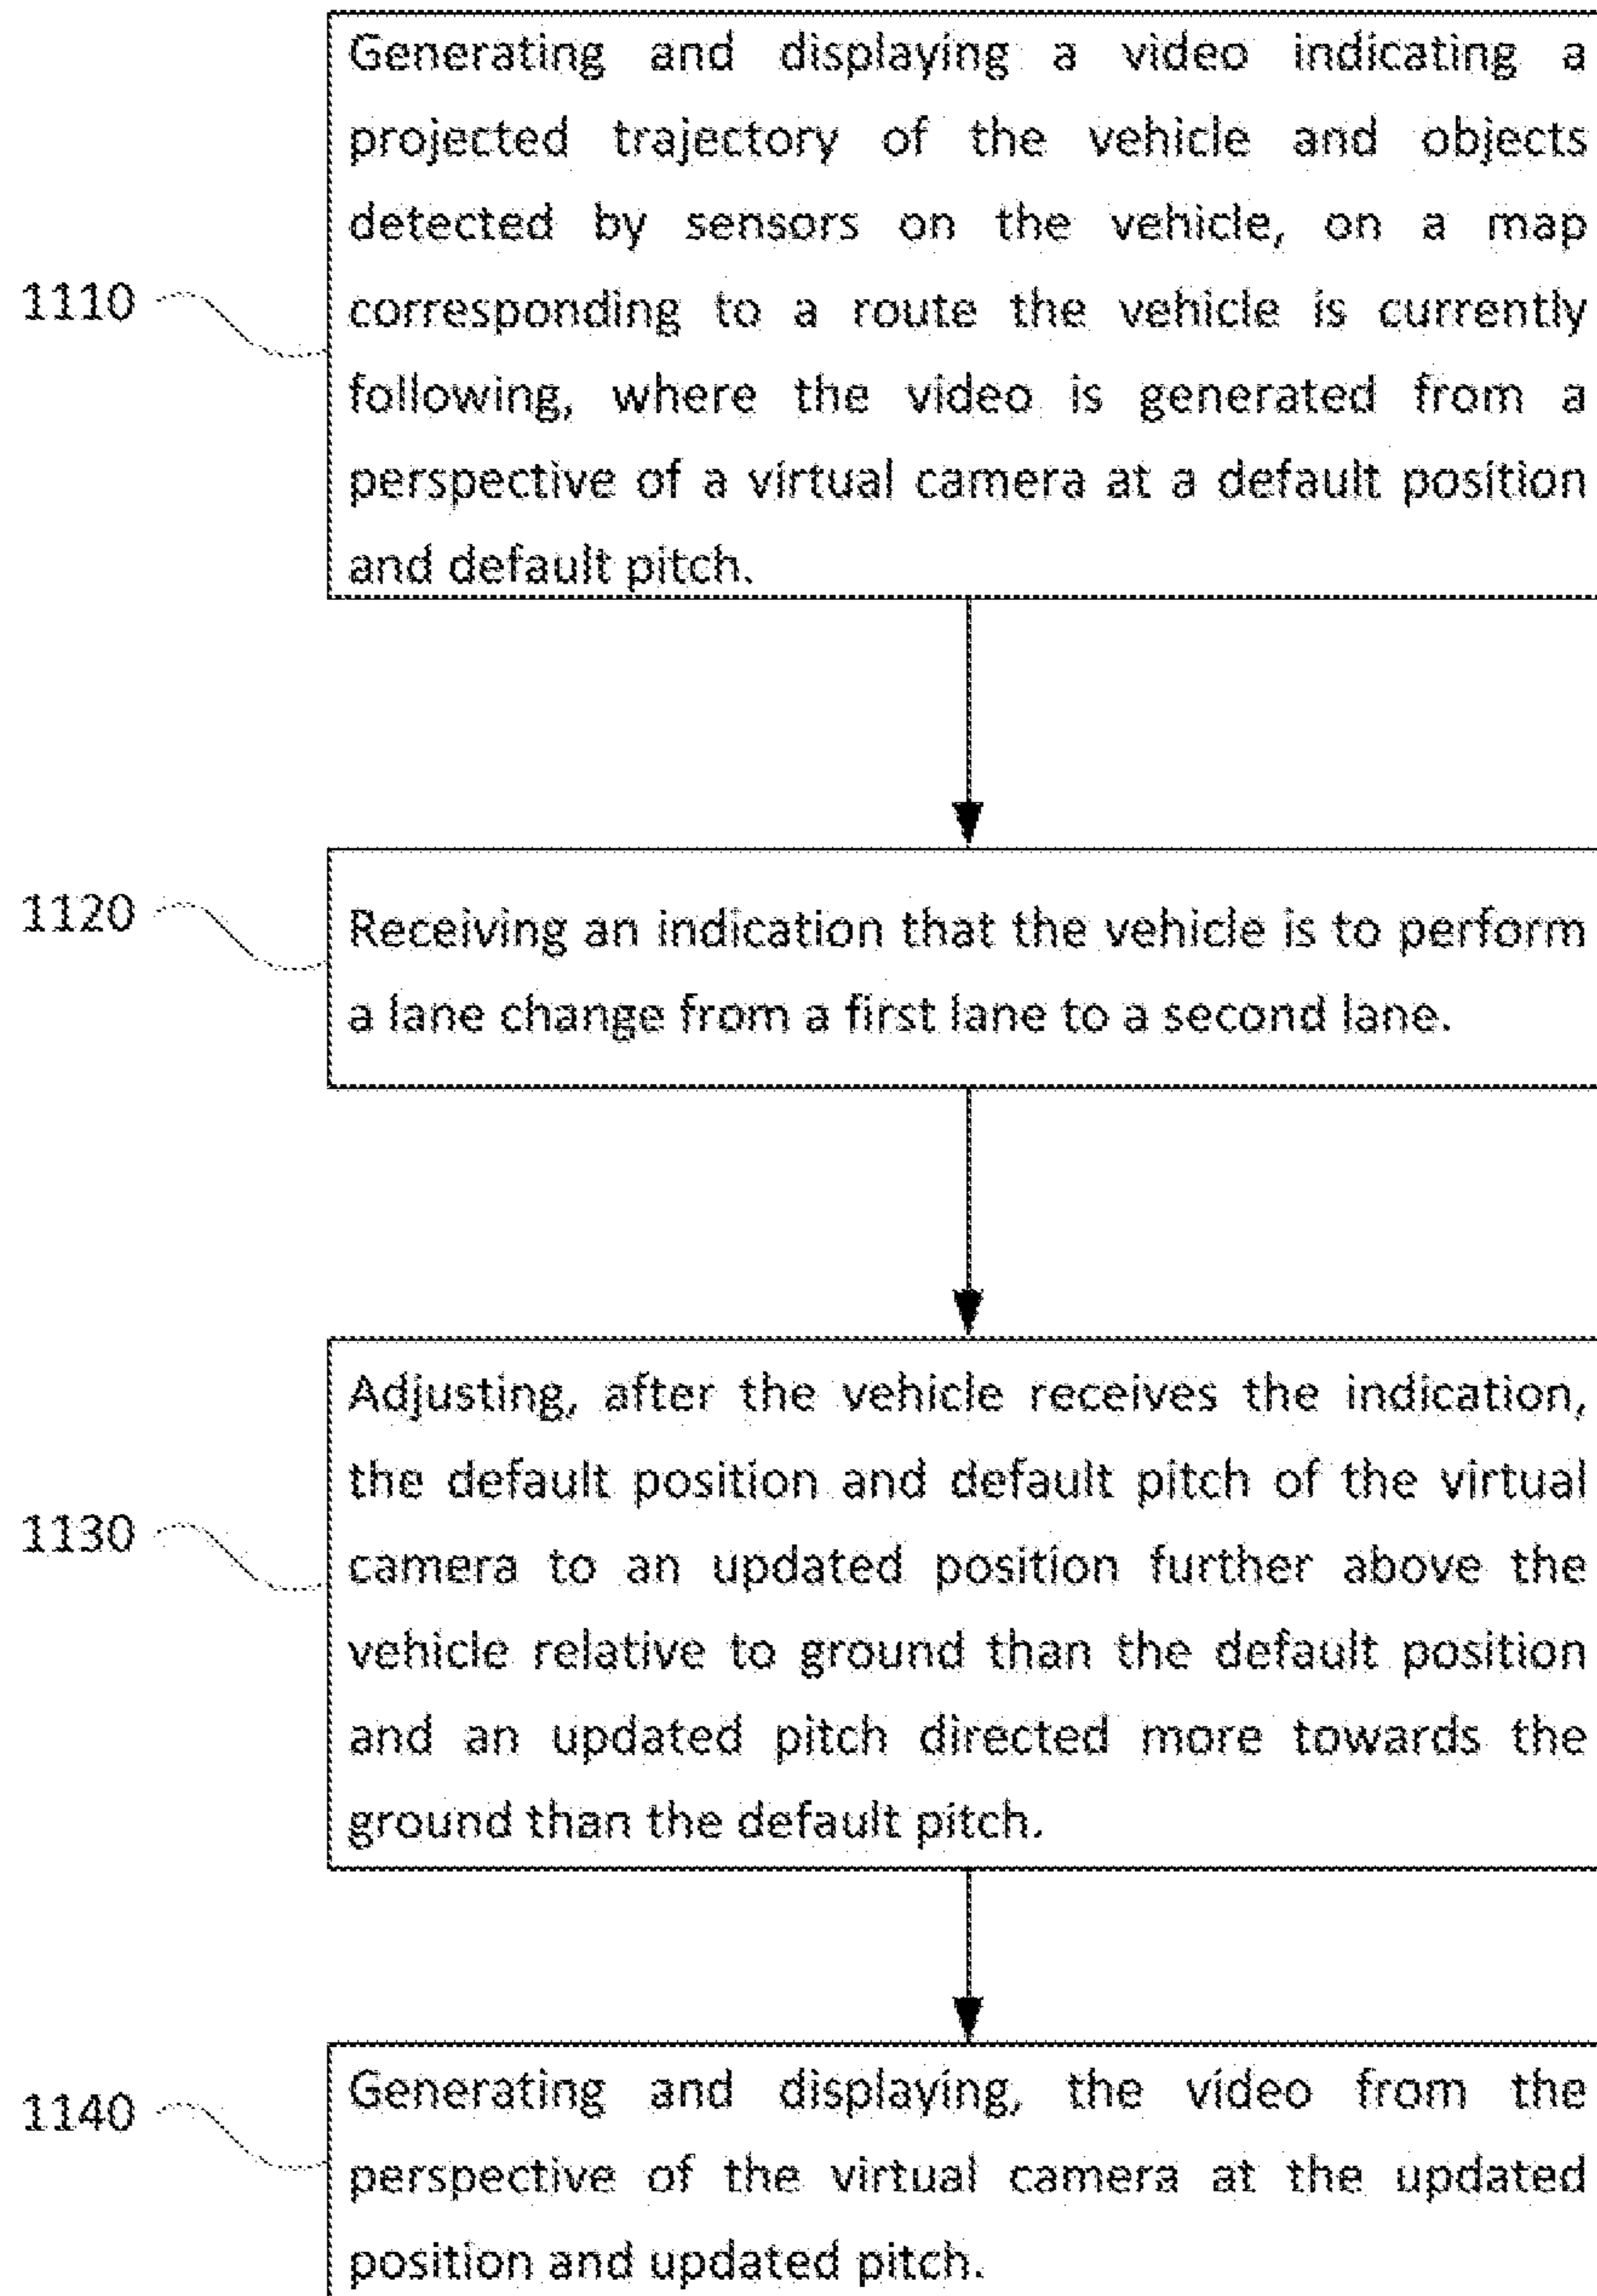 Generating and displaying a video indicating a
projected trajectory of the vehicle and objects
detected by sensors on the vehicle, on a map
1110
corresponding to a route the vehicle is currently
following, where the video is generated from a
perspective of a virtual camera at a default position
and default pitch.
1120
Receiving an indication that the vehicle is to perform
a lane change from a first lane to a second lane.
Adjusting, after the vehicle receives the indication,
the default position and default pitch of the virtual
1130
camera to an updated position further above the
vehicle relative to ground than the default position
and an updated pitch directed more towards the
ground than the default pitch.
1140
Generating and displaying, the video from the
perspective of the virtual camera at the updated
position and updated pitch.